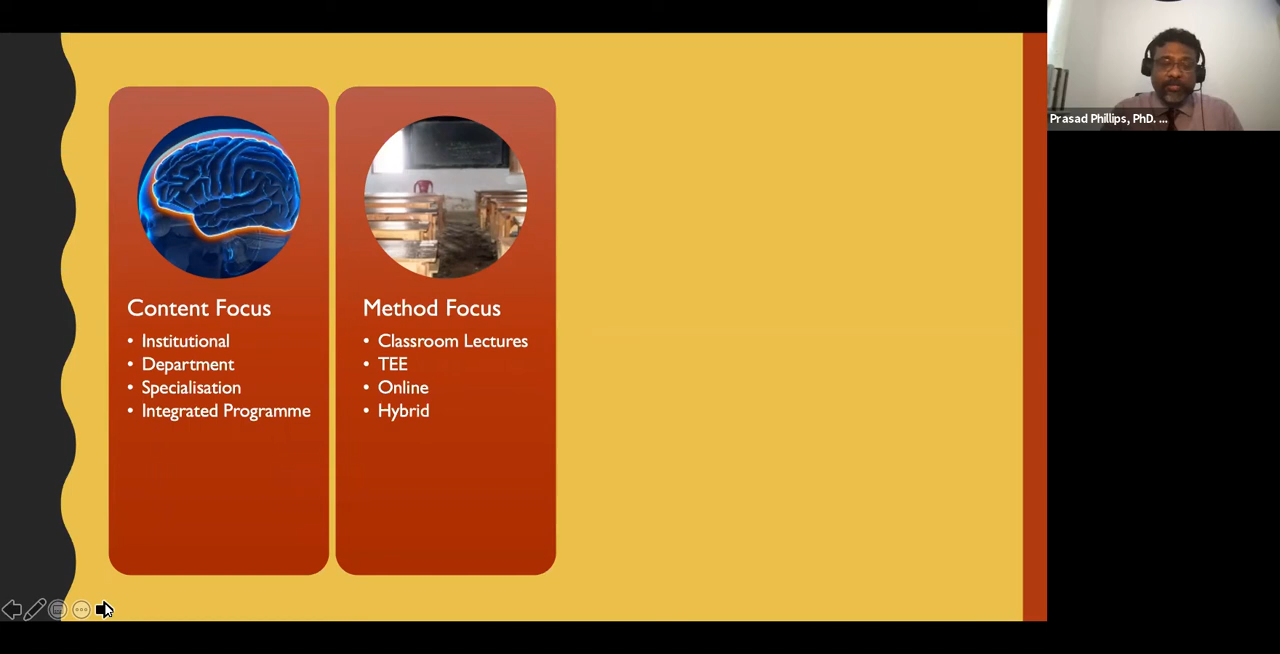 Content Focus
• Institutional
• Department
• Specialisation
• Integrated Programme
Method Focus
• Classroom Lectures
• TEE
• Online
• Hybrid
Prasad Phillips, PhD. ...